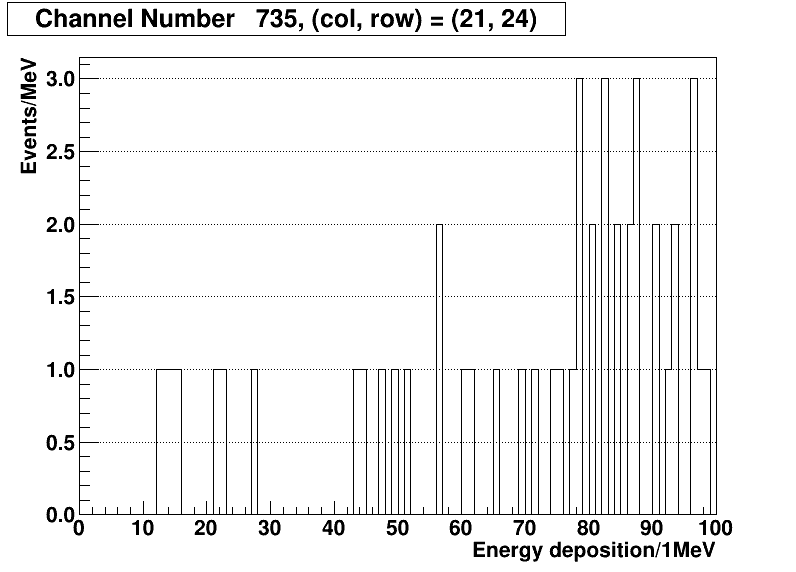 Channel Number 735, (col, row) = (21, 24)
Events/MeV
3.0
2.5
2.0
1.5
1.0
0.5
0.0
0 10 20 30 40 50 60 70 80 90 100
Energy deposition/1MeV